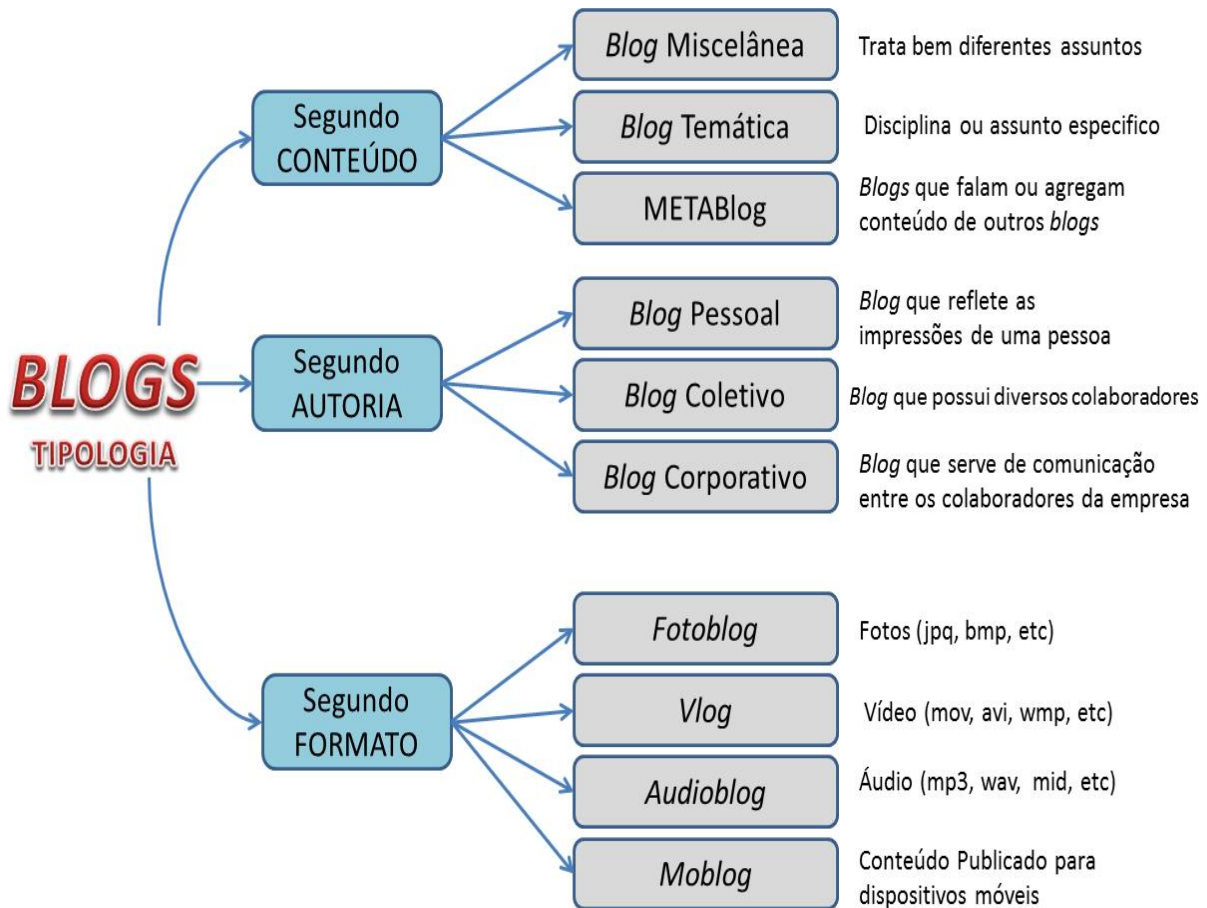 BLOGS
TIPOLOGIA
Segundo
CONTEÚDO
Blog Miscelânea
Trata bem diferentes assuntos
Blog Temática
Disciplina ou assunto especifico
METABlog
Blogs que falam ou agregam
conteúdo de outros blogs
Segundo
AUTORIA
Blog Pessoal
Blog que reflete as
impressões de uma pessoa
Blog Coletivo
Blog que possui diversos colaboradores
Blog Corporativo
Blog que serve de comunicação
entre os colaboradores da empresa
Segundo
FORMATO
Fotoblog
Fotos (jpq, bmp, etc)
Vlog
Vídeo (mov, avi, wmp, etc)
Audioblog
Áudio (mp3, wav, mid, etc)
Moblog
Conteúdo Publicado para
dispositivos móveis